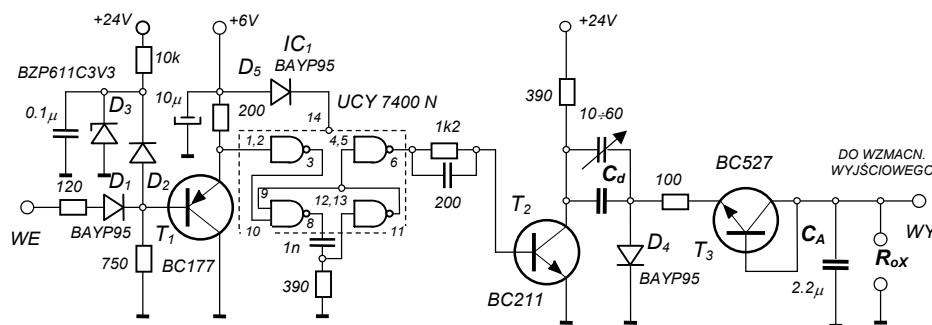 +24V
+6V
+24V
10k
IC1
BAYP95
D5
BZP611C3V3
0.1μ
D3
10μ
200
UCY 7400 N
14
390
10÷60
1k2
1,2
3
4,5
6
BC527
DO WZMACN.
WYJŚCIOWEGO
120
D1
D2
9
12,13
200
Cd
100
WE
BAYP95
T1
10
8
11
T2
D4
T3
CA
WY
750
BC177
1n
390
BAYP95
BC211
2.2μ
R0X